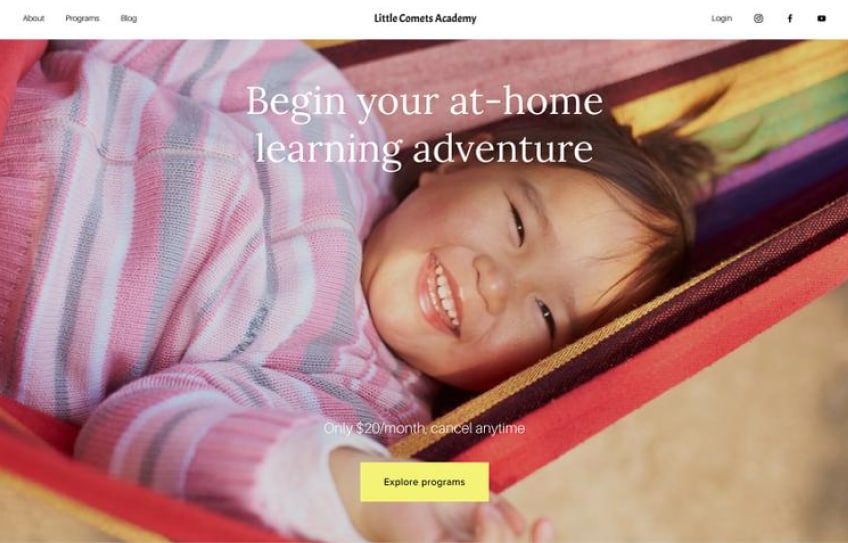 About
Programs
Blog
Little Comets Academy
Login
Begin your at-home
learning adventure
Only $20/month, cancel anytime
Explore programs